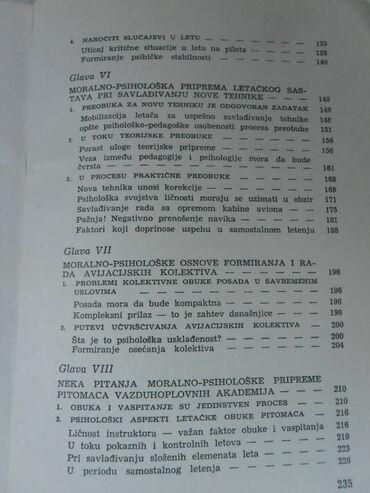 4. NAROČITI SLUČAJEVI U LETU — — — — — 133
Uticaj kritične situacije u letu na pilota — — — 133
Formiranje psihičke stabilnosti — — — — — 140
Glava VI
MORALNO-PSIHOLOŠKA PRIPREMA LETAČKOG SAS-
TAVA PRI SAVLAĐIVANJU NOVE TEHNIKE — — — 148
1. PREOBUKA ZA NOVU TEHNIKU JE ODGOVORAN ZADATAK 148
Mobilizacija letača za uspešno savlađivanje tehnike 148
opšte psihološko-pedagoške osobenosti procesa preobuke 151
2. U TOKU TEORIJSKE PREOBUKE — — — — — 156
Porast uloge teorijske pripreme — — — — — 156
Veza između pedagogije i psihologije mora da bude
čvrsta — — — — — — — — — 161
3. U PROCESU PRAKTIČNE PREOBUKE — — — — 168
Nova tehnika unosi korekcije — — — — — 168
Psihološka svojstva ličnosti moraju se uzimati u obzir 171
Savlađivanje rada sa opremom kabine aviona — — 175
Pažnja! Negativno prenošenje navika — — — — 181
Faktori koji doprinose uspehu u samostalnom letenju 188
Glava VII
MORALNO-PSIHOLOŠKE OSNOVE FORMIRANJA I RA-
DA AVIJACIJSKIH KOLEKTIVA — — — — — 196
1. PROBLEMI KOLEKTIVNE OBUKE POSADA U SAVREMENIM
USLOVIMA — — — — — — — — — 196
Posada mora da bude kompaktna — — — — — 196
Kompleksni prilaz — to je zahtev današnjice — — 198
2. PUTEVI UČVRŠĆIVANJA AVIJACIJSKIH KOLEKTIVA — 200
Šta je to psihološka usklađenost? — — — — — 200
Formiranje osećanja kolektiva — — — — — 204
Glava VIII
NEKA PITANJA MORALNO-PSIHOLOŠKE PRIPREME
PITOMACA VAZDUHOPLOVNIH AKADEMIJA — — — 210
1. OBUKA I VASPITANJE SU JEDINSTVEN PROCES — — 210
2. PSIHOLOŠKI ASPEKTI LETAČKE OBUKE PITOMACA — 216
Ličnost instruktora — važan faktor obuke i vaspitanja 216
U toku pokaznih i kontrolnih letova — — — — 219
Pri savlađivanju složenih elemenata leta — — — 223
U periodu samostalnog letenja — — — — — 226
235